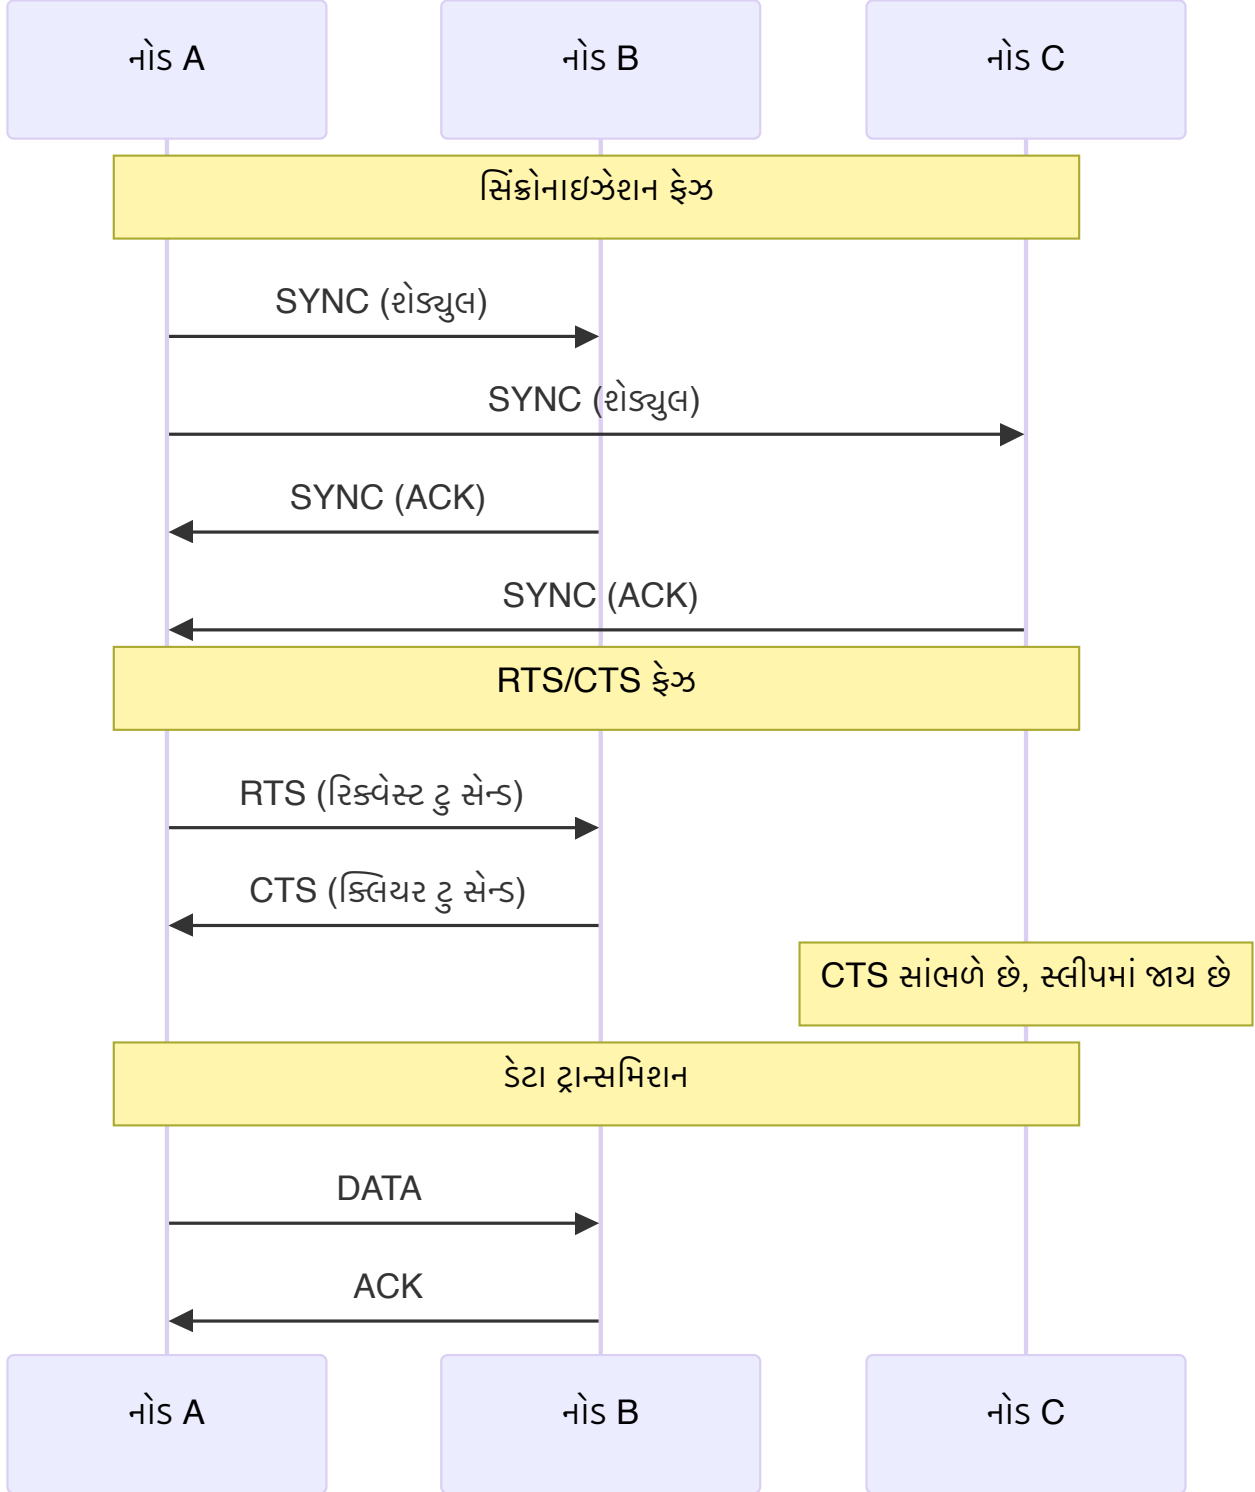 નોડ A
નોડ B
નોડ C
સિંક્રોનાઇઝેશન ફેઝ
SYNC (શેડ્યુલ)
SYNC (શેડ્યુલ)
SYNC (ACK)
SYNC (ACK)
RTS/CTS ફેઝ
RTS (રિક્વેસ્ટ ટુ સેન્ડ)
CTS (ક્લિયર ટુ સેન્ડ)
CTS સાંભળે છે, સ્લીપમાં જાય છે
ડેટા ટ્રાન્સમિશન
DATA
ACK
નોડ A
નોડ B
નોડ C